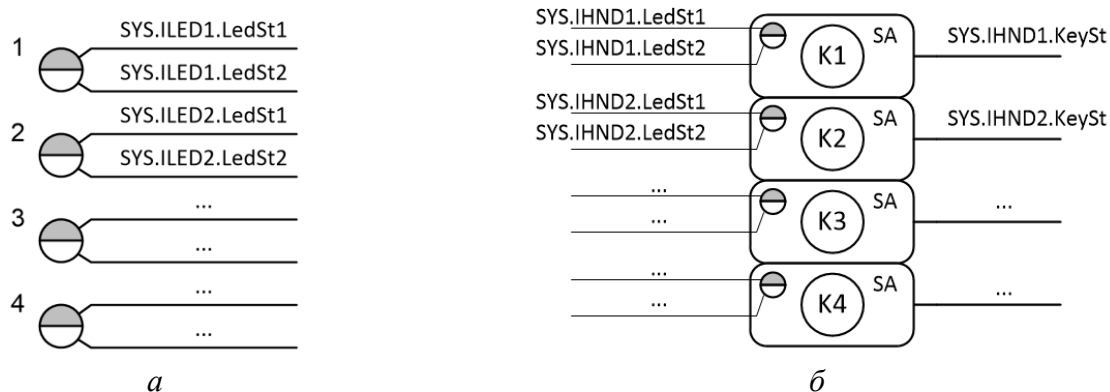 1
SYS.ILED1.LedSt1
SYS.ILED1.LedSt2
2
SYS.ILED2.LedSt1
SYS.ILED2.LedSt2
3
...
...
4
...
...
а
SYS.IHND1.LedSt1
SYS.IHND1.LedSt2
K1
SA
SYS.IHND1.KeySt
SYS.IHND2.LedSt1
SYS.IHND2.LedSt2
K2
SA
SYS.IHND2.KeySt
...
...
K3
SA
...
...
...
K4
SA
...
б